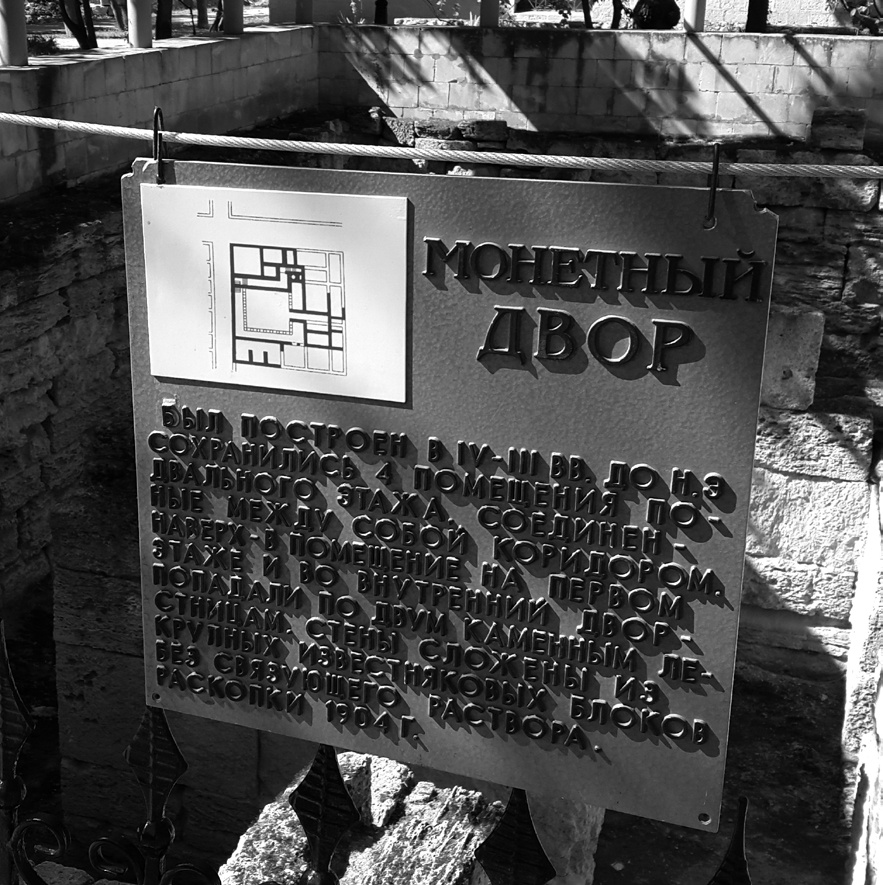 МОНЕТНЫЙ
ДВОР
БЫЛ ПОСТРОЕН В IV-III ВВ. ДО Н.Э
СОХРАНИЛИСЬ 4 ПОМЕЩЕНИЯ ПО-
ДВАЛЬНОГО ЭТАЖА, СОЕДИНЕН-
НЫЕ МЕЖДУ СОБОЙ КОРИДОРОМ.
НАВЕРХ-В ПОМЕЩЕНИЕ НА ПЕРВОМ
ЭТАЖЕ И ВО ВНУТРЕННИЙ ДВОР-
ПОПАДАЛИ ПО ДВУМ КАМЕННЫМ ЛЕ-
СТНИЦАМ. СТЕНЫ СЛОЖЕНЫ ИЗ
КРУПНЫХ ИЗВЕСТНЯКОВЫХ БЛОКОВ
БЕЗ СВЯЗУЮЩЕГО РАСТВОРА.
РАСКОПКИ 1904 Г.